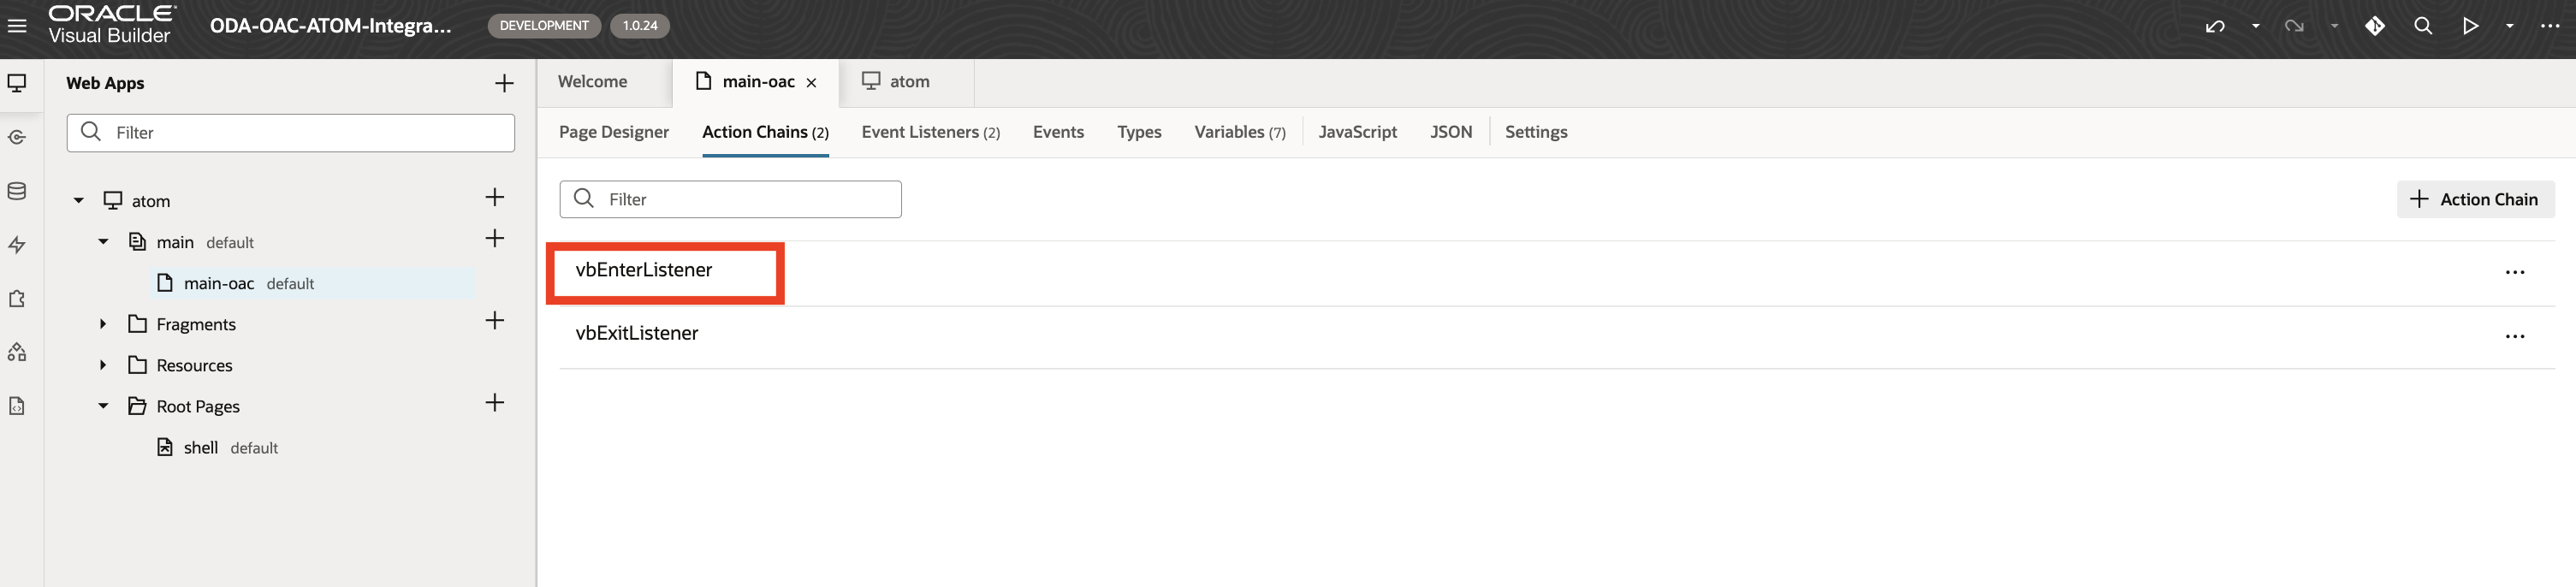 ORACLE
Visual Builder
ODA-OAC-ATOM-Integra...
DEVELOPMENT
1.0.24
Web Apps
Filter
atom
main default
main-oac default
Fragments
Resources
Root Pages
shell default
Welcome
main-oac
atom
Page Designer
Action Chains (2)
Event Listeners (2)
Events
Types
Variables (7)
JavaScript
JSON
Settings
Filter
Action Chain
vbEnterListener
vbExitListener